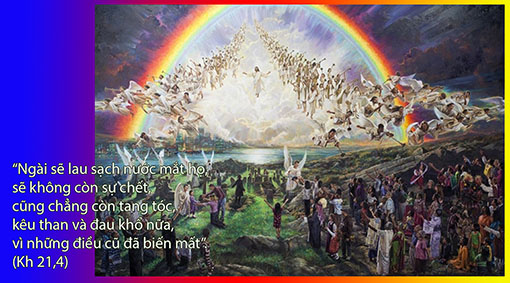 “Ngài sẽ lau sạch nước mắt họ,
sẽ không còn sự chết,
cũng chẳng còn tang tóc,
kêu than và đau khổ nữa,
vì những điều cũ đã biến mất”
(Kh 21,4)